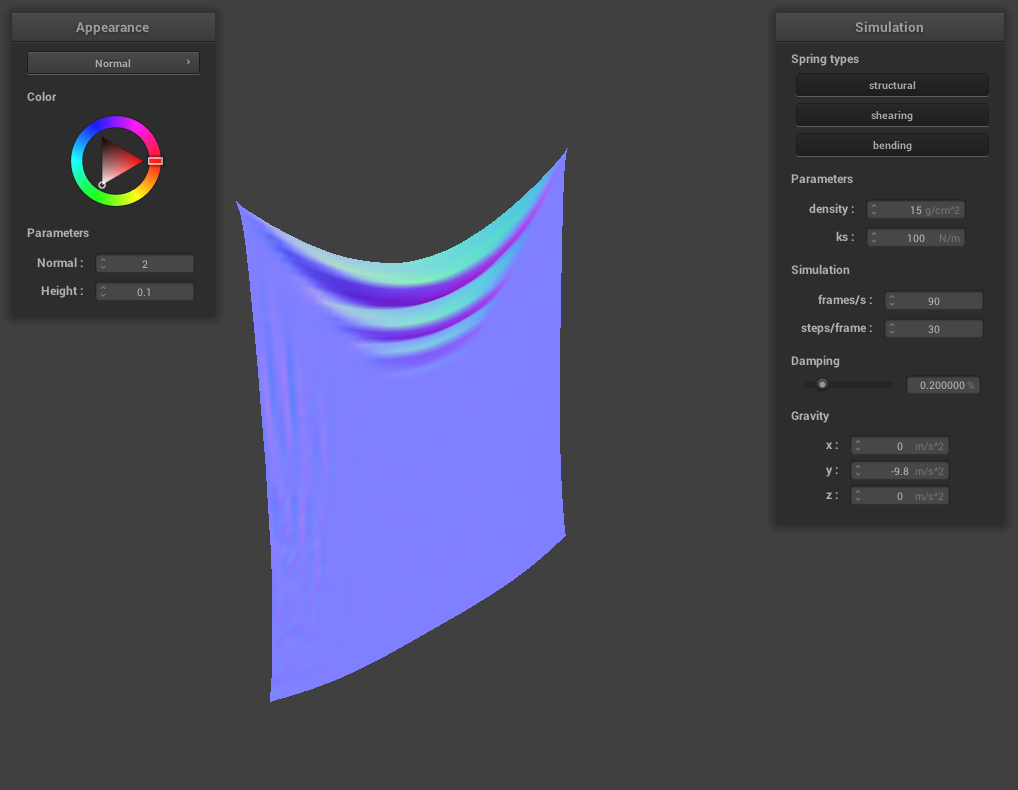 Appearance
Normal ›
Color
Parameters
Normal : 2
Height : 0.1
Simulation
Spring types
structural
shearing
bending
Parameters
density : 15 g/cm^2
ks : 100 N/m
Simulation
frames/s : 90
steps/frame : 30
Damping
0.200000 %
Gravity
x : 0 m/s^2
y : -9.8 m/s^2
z : 0 m/s^2